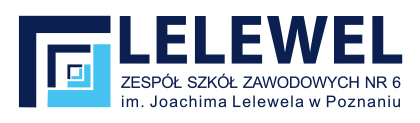 LELEWEL
ZESPÓŁ SZKÓŁ ZAWODOWYCH NR 6
im. Joachima Lelewela w Poznaniu